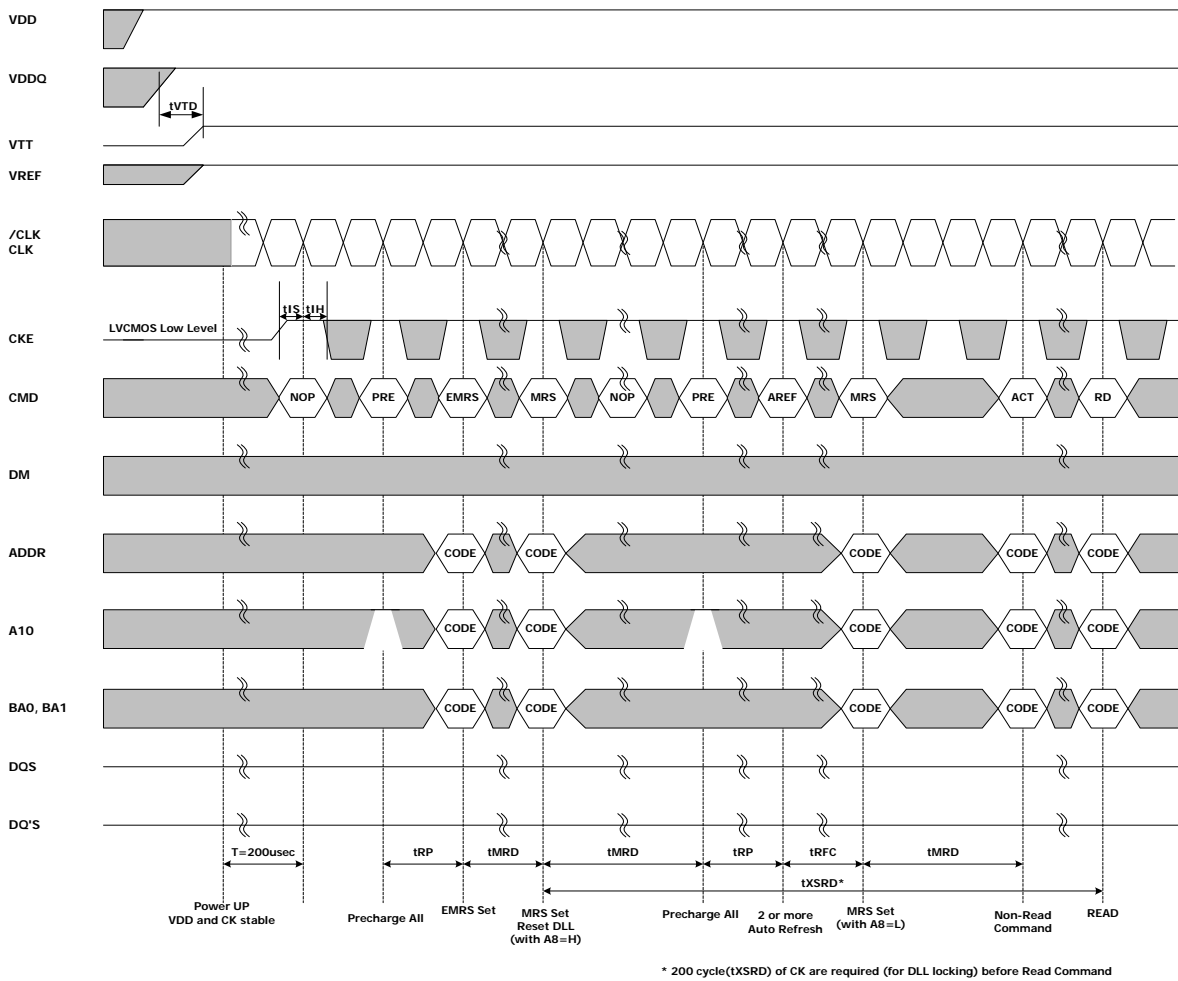 VDD
VDDQ
tVTD
VTT
VREF
/CLK
CLK
tIS tIH
LVCMOS Low Level
CKE
CMD NOP PRE EMRS MRS NOP PRE AREF MRS ACT RD
DM
ADDR CODE CODE CODE CODE CODE
A10 CODE CODE CODE CODE CODE
BA0, BA1 CODE CODE CODE CODE CODE
DQS
DQ'S
T=200usec tRP tMRD tMRD tRP tRFC tMRD
tXSRD*
Power UP
VDD and CK stable
Precharge All
EMRS Set
MRS Set
Reset DLL
(with A8=H)
Precharge All
2 or more
Auto Refresh
MRS Set
(with A8=L)
Non-Read
Command
READ
* 200 cycle(tXSRD) of CK are required (for DLL locking) before Read Command